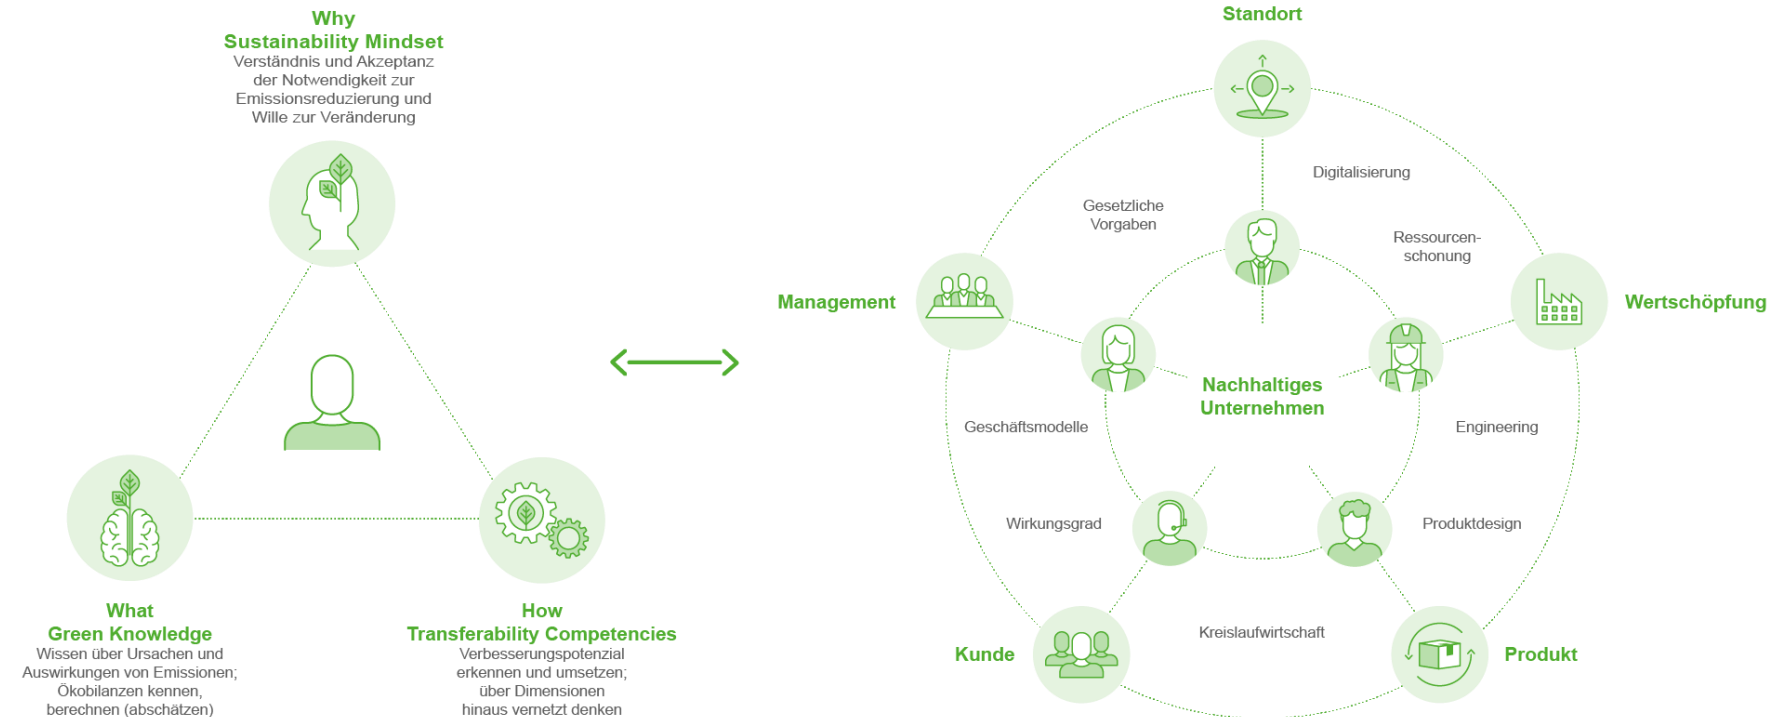 Why
Sustainability Mindset
Verständnis und Akzeptanz
der Notwendigkeit zur
Emissionsreduzierung und
Wille zur Veränderung
What
Green Knowledge
Wissen über Ursachen und
Auswirkungen von Emissionen;
Ökobilanzen kennen,
berechnen (abschätzen)
How
Transferability Competencies
Verbesserungspotenzial
erkennen und umsetzen;
über Dimensionen
hinaus vernetzt denken
Standort
Digitalisierung
Gesetzliche
Vorgaben
Ressourcen-
schonung
Management
Wertschöpfung
Nachhaltiges
Unternehmen
Geschäftsmodelle
Engineering
Wirkungsgrad
Produktdesign
Kreislaufwirtschaft
Kunde
Produkt